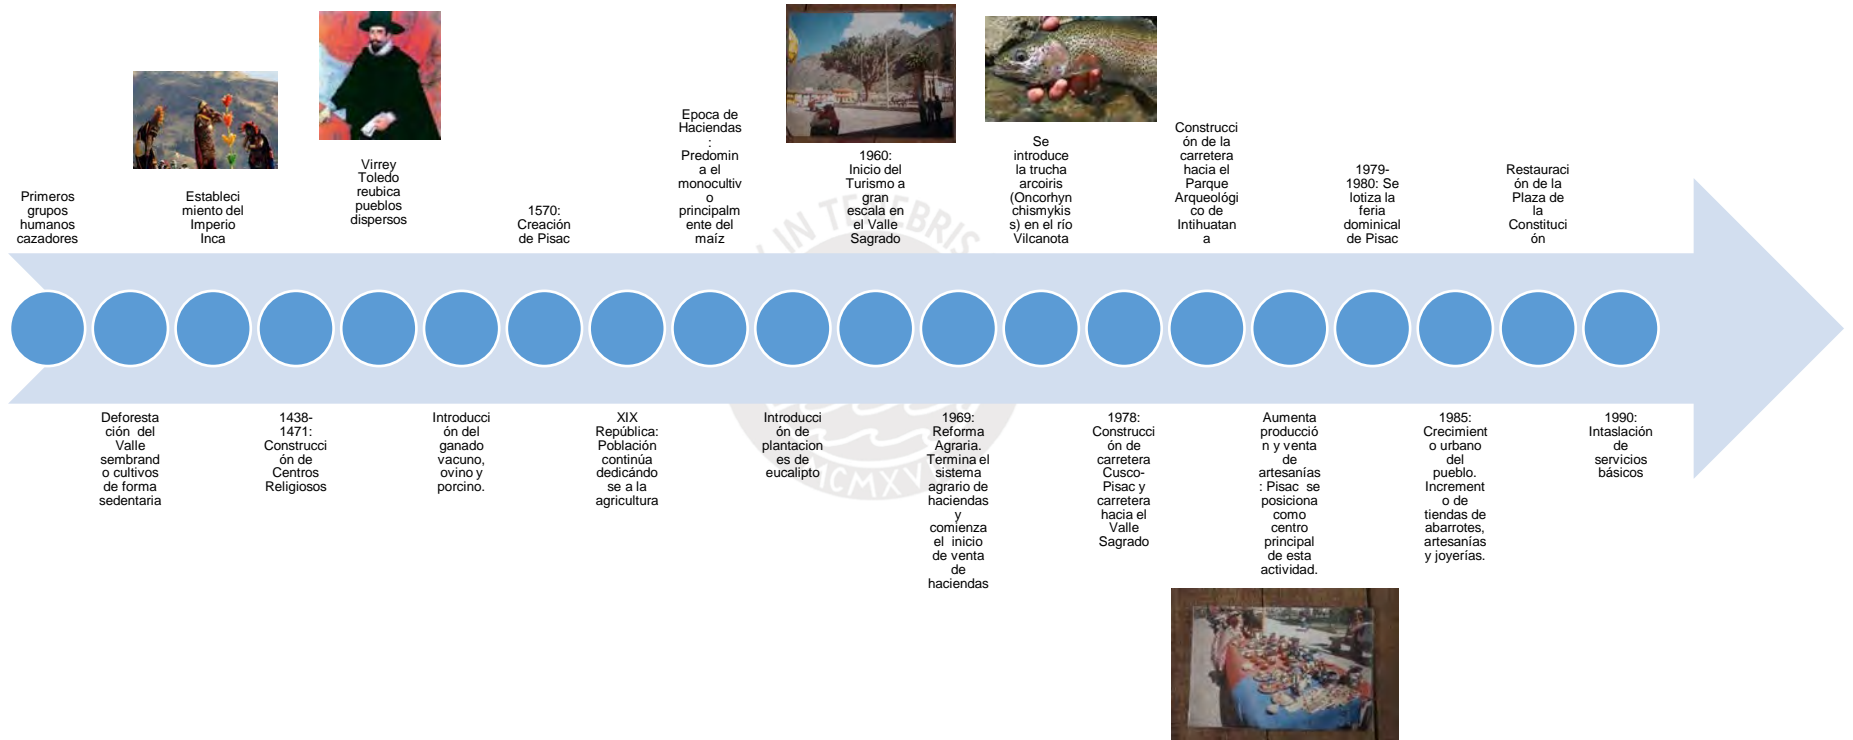 Primeros
grupos
humanos
cazadores
Deforesta
ción del
Valle
sembrand
o cultivos
de forma
sedentaria
Estableci
miento del
Imperio
Inca
1438-
1471:
Construcci
ón de
Centros
Religiosos
Virrey
Toledo
reubica
pueblos
dispersos
Introducci
ón del
ganado
vacuno,
ovino y
porcino.
1570:
Creación
de Pisac
XIX
República:
Población
continúa
dedicándo
se a la
agricultura
Epoca de
Haciendas
:
Predomin
a el
monocultiv
o
principalm
ente del
maíz
Introducci
ón de
plantacion
es de
eucalipto
1960:
Inicio del
Turismo a
gran
escala en
el Valle
Sagrado
1969:
Reforma
Agraria.
Termina el
sistema
agrario de
haciendas
y
comienza
el inicio
de venta
de
haciendas
Se
introduce
la trucha
arcoiris
(Oncorhyn
chismykis
s) en el río
Vilcanota
1978:
Construcci
ón de
carretera
Cusco-
Pisac y
carretera
hacia el
Valle
Sagrado
Construcci
ón de la
carretera
hacia el
Parque
Arqueológi
co de
Intihuatan
a
Aumenta
producció
n y venta
de
artesanías
: Pisac se
posiciona
como
centro
principal
de esta
actividad.
1979-
1980: Se
lotiza la
feria
dominical
de Pisac
1985:
Crecimient
o urbano
del
pueblo.
Increment
o de
tiendas de
abarrotes,
artesanías
y joyerías.
Restauraci
ón de la
Plaza de
la
Constituci
ón
1990:
Intaslación
de
servicios
básicos
IN TENEBRIS